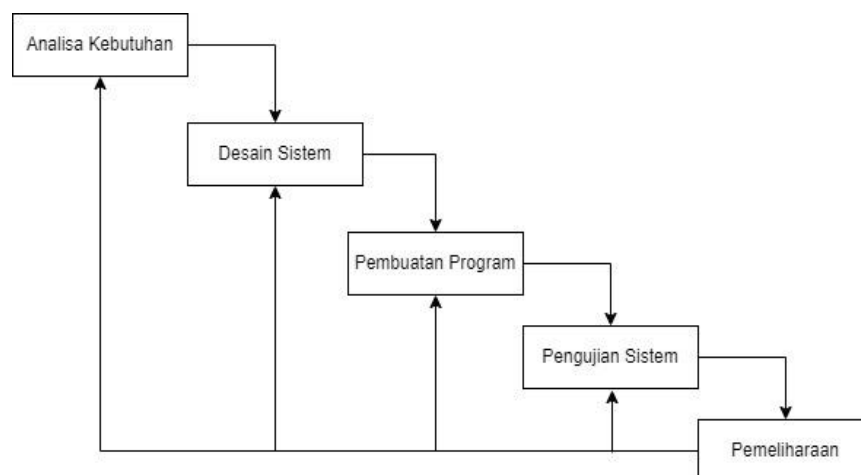 Analisa Kebutuhan
Desain Sistem
Pembuatan Program
Pengujian Sistem
Pemeliharaan